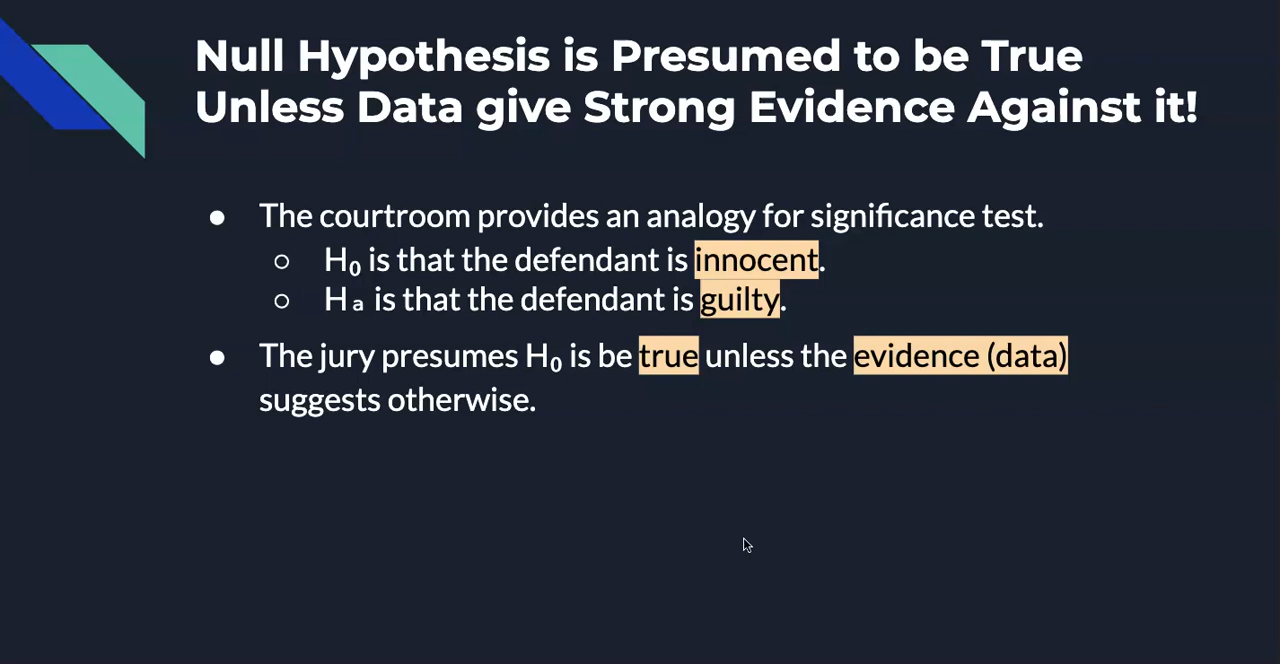 Null Hypothesis is Presumed to be True
Unless Data give Strong Evidence Against it!
● The courtroom provides an analogy for significance test.
○ H₀ is that the defendant is innocent.
○ Hₐ is that the defendant is guilty.
● The jury presumes H₀ is be true unless the evidence (data)
suggests otherwise.